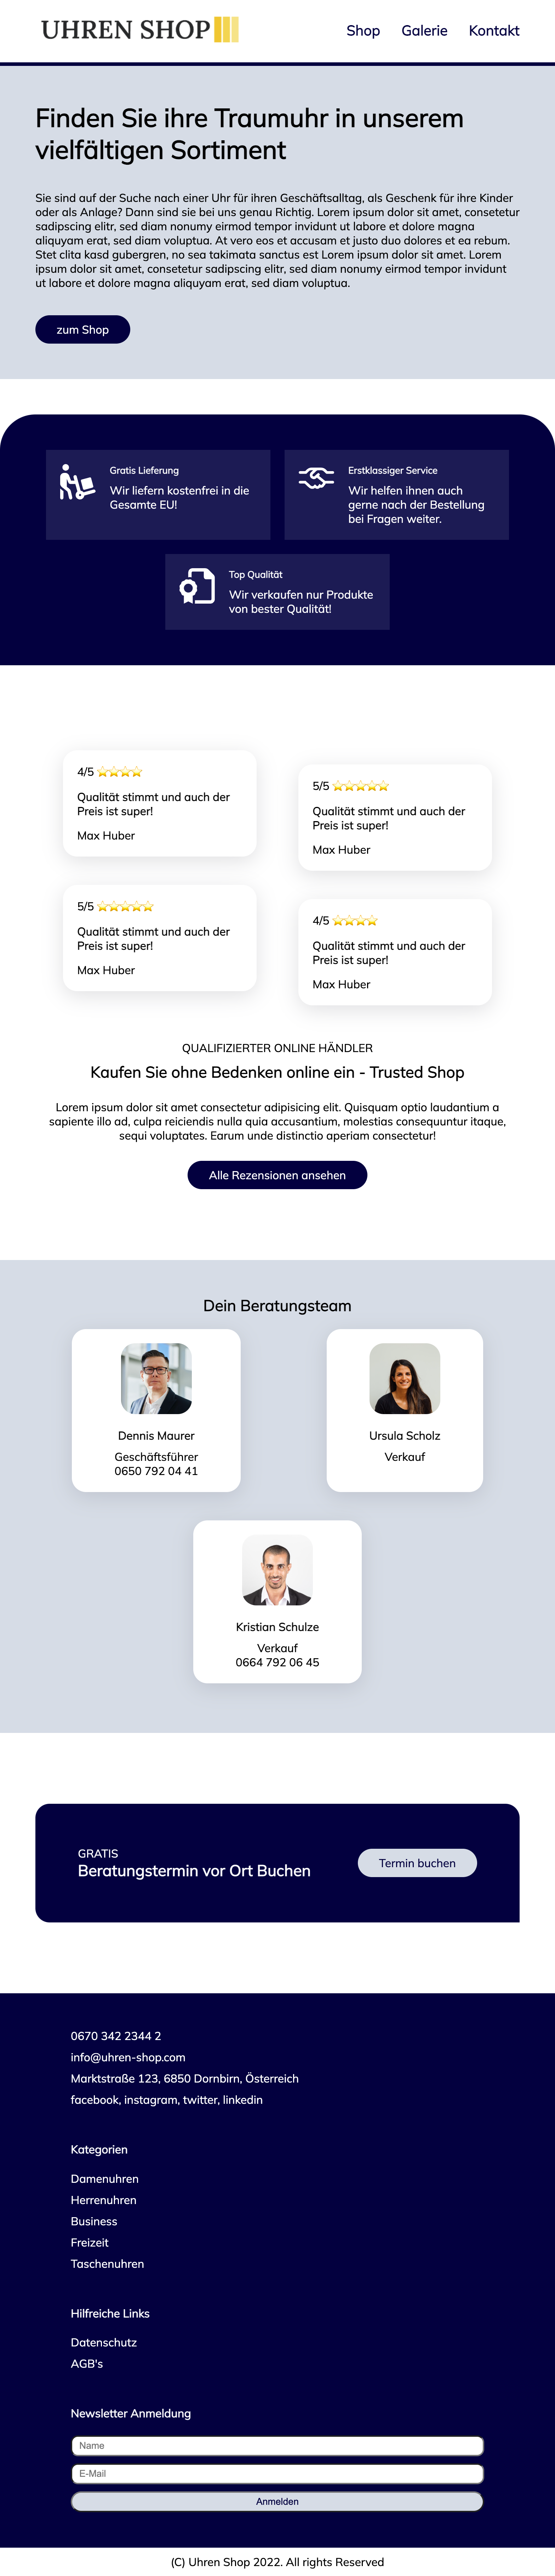 UHREN SHOP
Shop Galerie Kontakt
Finden Sie ihre Traumuhr in unserem
vielfältigen Sortiment
Sie sind auf der Suche nach einer Uhr für ihren Geschäftsalltag, als Geschenk für ihre Kinder
oder als Anlage? Dann sind sie bei uns genau Richtig. Lorem ipsum dolor sit amet, consetetur
sadipscing elitr, sed diam nonumy eirmod tempor invidunt ut labore et dolore magna
aliquyam erat, sed diam voluptua. At vero eos et accusam et justo duo dolores et ea rebum.
Stet clita kasd gubergren, no sea takimata sanctus est Lorem ipsum dolor sit amet. Lorem
ipsum dolor sit amet, consetetur sadipscing elitr, sed diam nonumy eirmod tempor invidunt
ut labore et dolore magna aliquyam erat, sed diam voluptua.
zum Shop
Gratis Lieferung
Wir liefern kostenfrei in die
Gesamte EU!
Erstklassiger Service
Wir helfen ihnen auch
gerne nach der Bestellung
bei Fragen weiter.
Top Qualität
Wir verkaufen nur Produkte
von bester Qualität!
4/5 ⭐⭐⭐⭐
Qualität stimmt und auch der
Preis ist super!
Max Huber
5/5 ⭐⭐⭐⭐⭐
Qualität stimmt und auch der
Preis ist super!
Max Huber
5/5 ⭐⭐⭐⭐⭐
Qualität stimmt und auch der
Preis ist super!
Max Huber
4/5 ⭐⭐⭐⭐
Qualität stimmt und auch der
Preis ist super!
Max Huber
QUALIFIZIERTER ONLINE HÄNDLER
Kaufen Sie ohne Bedenken online ein - Trusted Shop
Lorem ipsum dolor sit amet consectetur adipisicing elit. Quisquam optio laudantium a
sapiente illo ad, culpa reiciendis nulla quia accusantium, molestias consequuntur itaque,
sequi voluptates. Earum unde distinctio aperiam consectetur!
Alle Rezensionen ansehen
Dein Beratungsteam
Dennis Maurer
Geschäftsführer
0650 792 04 41
Ursula Scholz
Verkauf
Kristian Schulze
Verkauf
0664 792 06 45
GRATIS
Beratungstermin vor Ort Buchen
Termin buchen
0670 342 2344 2
info@uhren-shop.com
Marktstraße 123, 6850 Dornbirn, Österreich
facebook, instagram, twitter, linkedin
Kategorien
Damenuhren
Herrenuhren
Business
Freizeit
Taschenuhren
Hilfreiche Links
Datenschutz
AGB's
Newsletter Anmeldung
Name
E-Mail
Anmelden
(C) Uhren Shop 2022. All rights Reserved